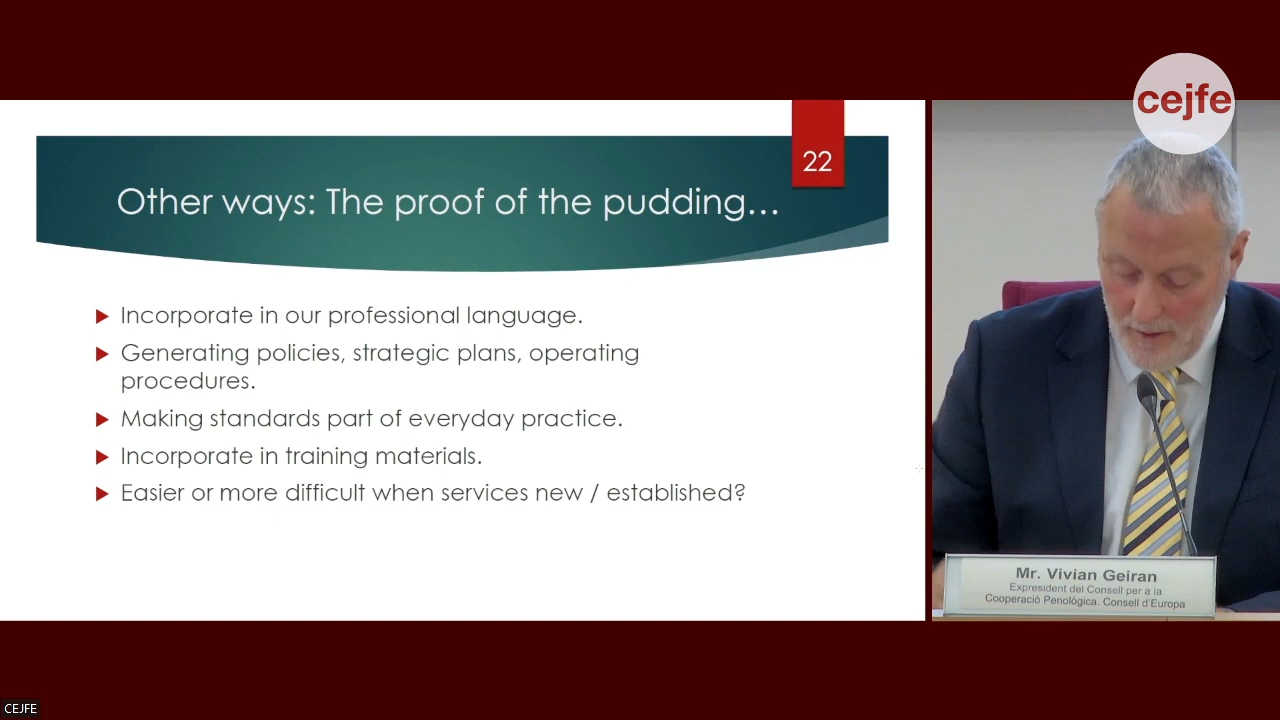 cejfe
22
Other ways: The proof of the pudding…
Incorporate in our professional language.
Generating policies, strategic plans, operating
procedures.
Making standards part of everyday practice.
Incorporate in training materials.
Easier or more difficult when services new / established?
Mr. Vivian Geiran
Expresident del Consell per a la
Cooperació Penològica. Consell d'Europa
CEJFE